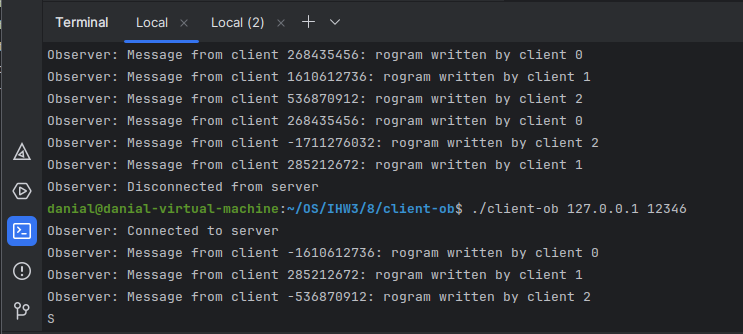 Terminal Local × Local (2) × +
Observer: Message from client 268435456: rogram written by client 0
Observer: Message from client 1610612736: rogram written by client 1
Observer: Message from client 536870912: rogram written by client 2
Observer: Message from client 268435456: rogram written by client 0
Observer: Message from client -1711276032: rogram written by client 2
Observer: Message from client 285212672: rogram written by client 1
Observer: Disconnected from server
danial@danial-virtual-machine:~/OS/IHW3/8/client-ob$ ./client-ob 127.0.0.1 12346
Observer: Connected to server
Observer: Message from client -1610612736: rogram written by client 0
Observer: Message from client 285212672: rogram written by client 1
Observer: Message from client -536870912: rogram written by client 2
S